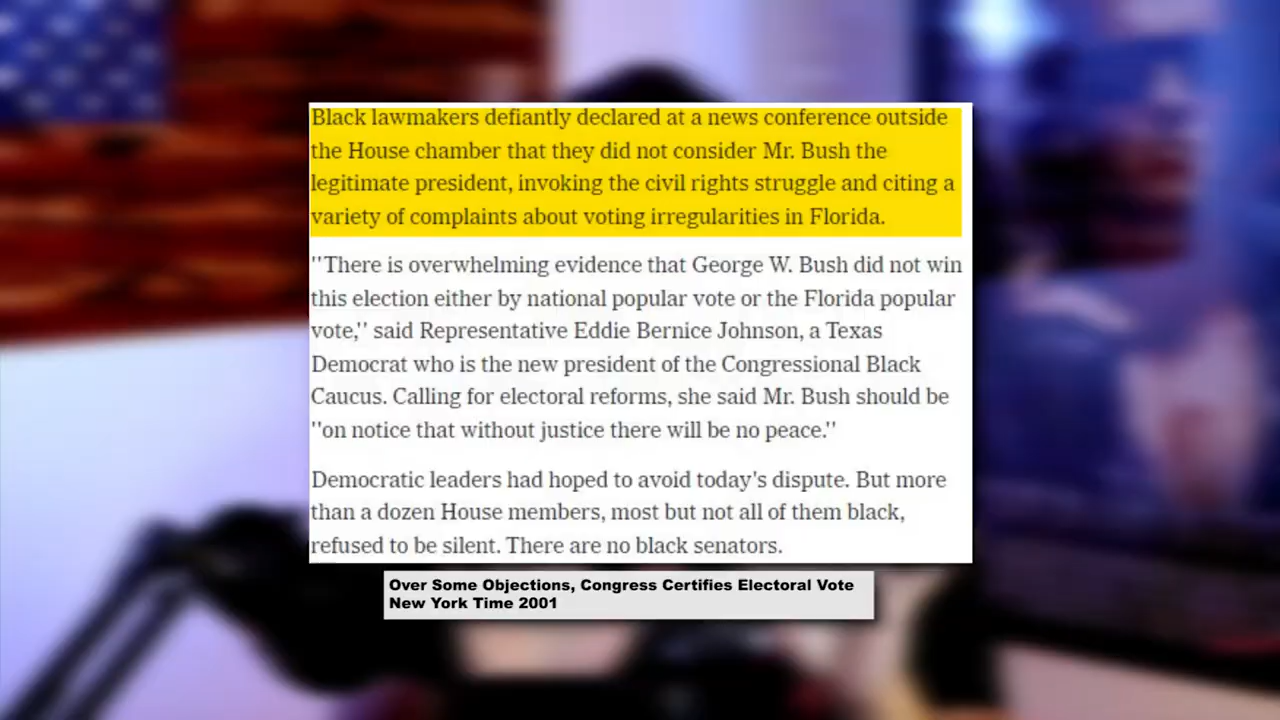 Black lawmakers defiantly declared at a news conference outside
the House chamber that they did not consider Mr. Bush the
legitimate president, invoking the civil rights struggle and citing a
variety of complaints about voting irregularities in Florida.
''There is overwhelming evidence that George W. Bush did not win
this election either by national popular vote or the Florida popular
vote,'' said Representative Eddie Bernice Johnson, a Texas
Democrat who is the new president of the Congressional Black
Caucus. Calling for electoral reforms, she said Mr. Bush should be
''on notice that without justice there will be no peace.''
Democratic leaders had hoped to avoid today's dispute. But more
than a dozen House members, most but not all of them black,
refused to be silent. There are no black senators.
Over Some Objections, Congress Certifies Electoral Vote
New York Time 2001